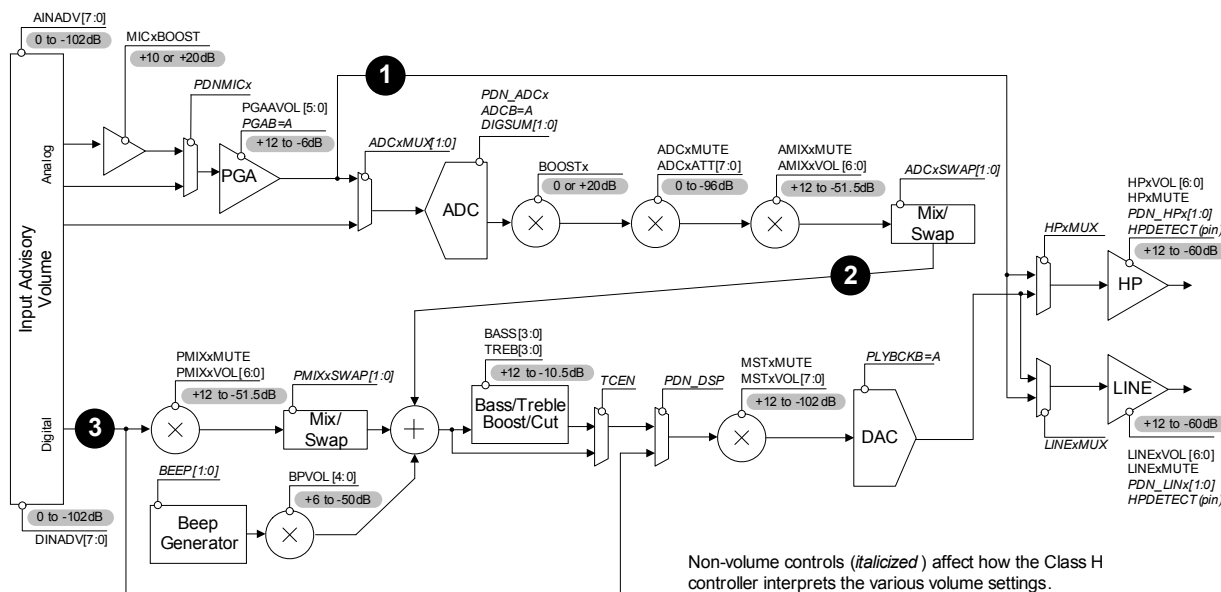 AINADV[7:0]
0 to -102dB
MICxBOOST
+10 or +20dB
PDNMICx
PGAAVOL[5:0]
PGAB=A
+12 to -6dB
1
PDN_ADCx
ADCB=A
DIGSUM[1:0]
ADCxMUX[1:0]
BOOSTx
0 or +20dB
ADCxMUTE
ADCxATT[7:0]
0 to -96dB
AMIXxMUTE
AMIXxVOL[6:0]
+12 to -51.5dB
ADCxSWAP[1:0]
Mix/
Swap
Analog
PGA
ADC
Input Advisory
Volume
2
HPxVOL[6:0]
HPxMUTE
PDN_HPx[1:0]
HPDETECT(pin)
+12 to -60dB
HPxMUX
HP
PMIXxMUTE
PMIXxVOL[6:0]
+12 to -51.5dB
PMIXxSWAP[1:0]
Mix/
Swap
BASS[3:0]
TREB[3:0]
+12 to -10.5dB
Bass/Treble
Boost/Cut
TCEN
PDN_DSP
MSTxMUTE
MSTxVOL[7:0]
+12 to -102dB
PLYBCKB=A
DAC
LINE
LINExMUX
+12 to -60dB
LINExVOL[6:0]
LINExMUTE
PDN_LINx[1:0]
HPDETECT(pin)
Digital
3
BEEP[1:0]
Beep
Generator
BPVOL[4:0]
+6 to -50dB
0 to -102dB
DINADV[7:0]
Non-volume controls (italicized) affect how the Class H
controller interprets the various volume settings.